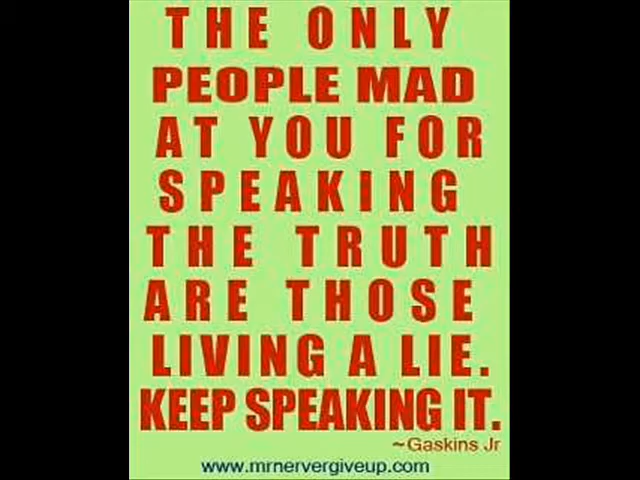 THE ONLY
PEOPLE MAD
AT YOU FOR
SPEAKING
THE TRUTH
ARE THOSE
LIVING A LIE.
KEEP SPEAKING IT.
~Gaskins Jr
www.mrnervergiveup.com